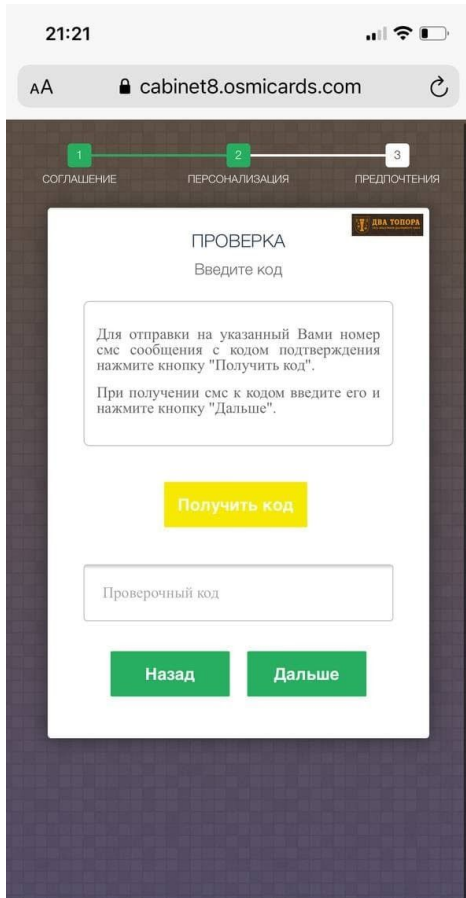 21:21
AA
cabinet8.osmicards.com
1
2
3
СОГЛАШЕНИЕ
ПЕРСОНАЛИЗАЦИЯ
ПРЕДПОЧТЕНИЯ
ДВА ТОПОРА
ПРОВЕРКА
Введите код
Для отправки на указанный Вами номер
смс сообщения с кодом подтверждения
нажмите кнопку "Получить код".
При получении смс к кодом введите его и
нажмите кнопку "Дальше".
Получить код
Проверочный код
Назад
Дальше